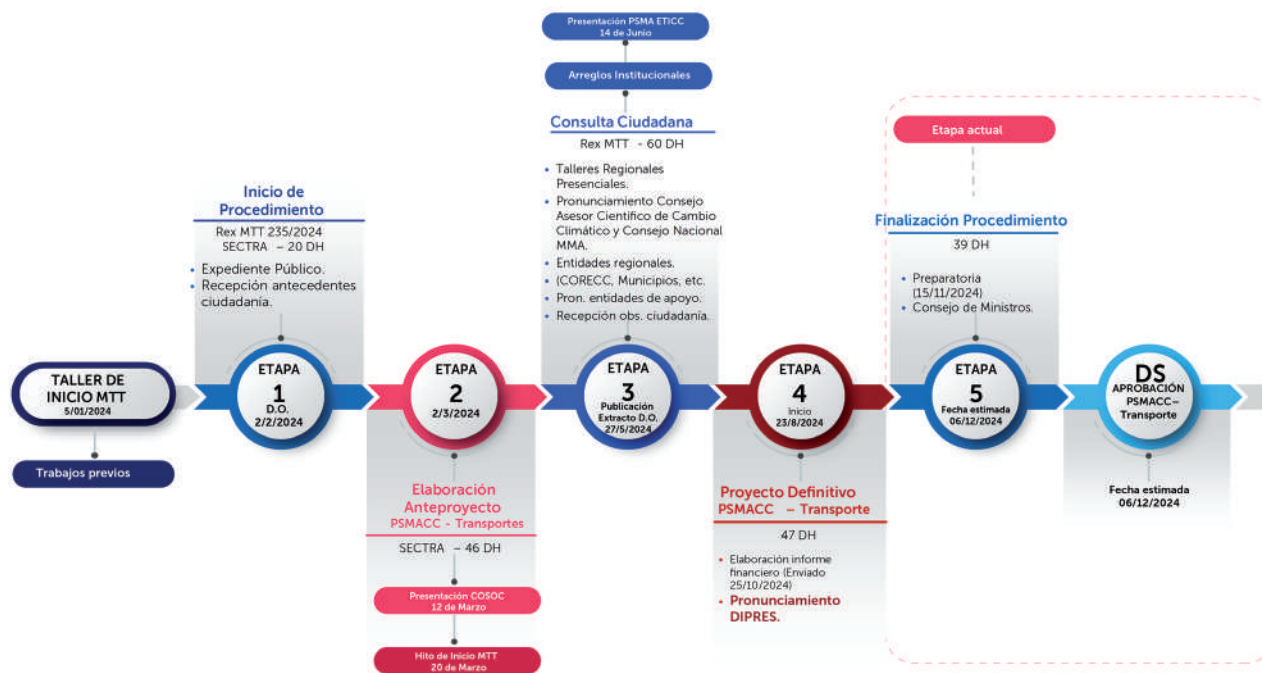 Presentación PSMA ETICC
14 de Junio
Arreglos Institucionales
Consulta Ciudadana
Rex MTT - 60 DH
• Talleres Regionales
Presenciales.
• Pronunciamiento Consejo
Asesor Científico de Cambio
Climático y Consejo Nacional
MMA.
• Entidades regionales.
• (CORECC, Municipios, etc.
• Pron. entidades de apoyo.
• Recepción obs. ciudadanía.
Etapa actual
Inicio de
Procedimiento
Rex MTT 235/2024
SECTRA – 20 DH
• Expediente Público.
• Recepción antecedentes
ciudadanía.
Finalización Procedimiento
39 DH
• Preparatoria
(15/11/2024)
• Consejo de Ministros.
TALLER DE
INICIO MTT
5/01/2024
Trabajos previos
ETAPA
1
D.O.
2/2/2024
ETAPA
2
2/3/2024
ETAPA
3
Publicación
Extracto D.O.
27/5/2024
ETAPA
4
Inicio
23/8/2024
ETAPA
5
Fecha estimada
06/12/2024
DS
APROBACIÓN
PSMACC–
Transporte
Fecha estimada
06/12/2024
Elaboración
Anteproyecto
PSMACC - Transportes
SECTRA – 46 DH
Presentación COSOC
12 de Marzo
Hito de Inicio MTT
20 de Marzo
Proyecto Definitivo
PSMACC – Transporte
47 DH
• Elaboración informe
financiero (Enviado
25/10/2024)
• Pronunciamiento
DIPRES.